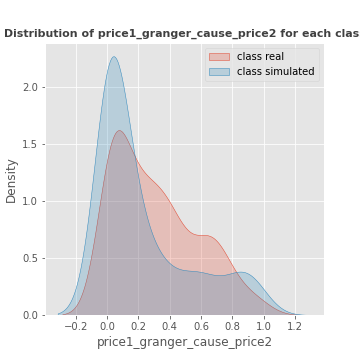 Distribution of price1_granger_cause_price2 for each clas
class real
class simulated
Density
2.0
1.5
1.0
0.5
0.0
−0.2 0.0 0.2 0.4 0.6 0.8 1.0 1.2
price1_granger_cause_price2